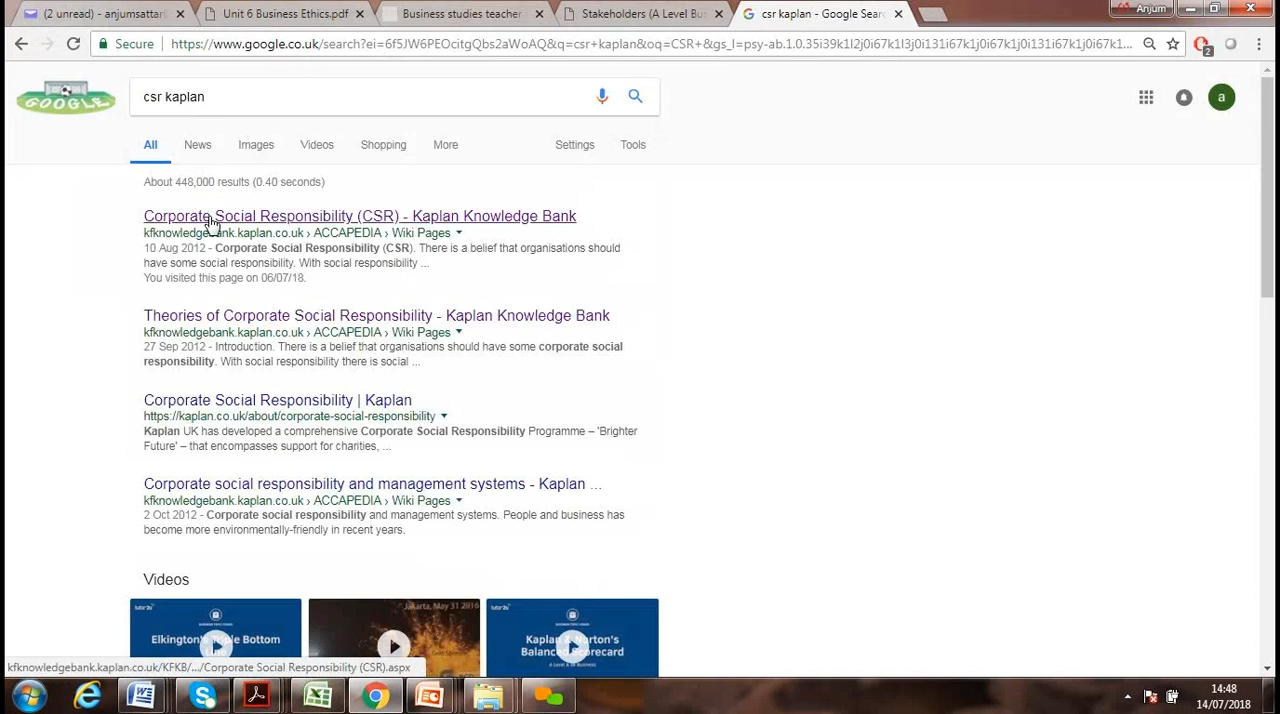 (2 unread) - anjumsattar
Unit 6 Business Ethics.pdf
Business studies teacher
Stakeholders (A Level Bus
csr kaplan - Google Sear
Anjum
Secure
https://www.google.co.uk/search?ei=6f5JW6PEOcitgQbs2aWoAQ&q=csr+kaplan&oq=CSR+&gs_l=psy-ab.1.0.35i39k1l2j0i67k1l3j0i131i67k1j0i67k1j0i131i67k1j0i67k1...
2
GOOGLE
csr kaplan
a
All News Images Videos Shopping More Settings Tools
About 448,000 results (0.40 seconds)
Corporate Social Responsibility (CSR) - Kaplan Knowledge Bank
kfknowledgebank.kaplan.co.uk › ACCAPEDIA › Wiki Pages
10 Aug 2012 - Corporate Social Responsibility (CSR). There is a belief that organisations should
have some social responsibility. With social responsibility ...
You visited this page on 06/07/18.
Theories of Corporate Social Responsibility - Kaplan Knowledge Bank
kfknowledgebank.kaplan.co.uk › ACCAPEDIA › Wiki Pages
27 Sep 2012 - Introduction. There is a belief that organisations should have some corporate social
responsibility. With social responsibility there is social ...
Corporate Social Responsibility | Kaplan
https://kaplan.co.uk/about/corporate-social-responsibility
Kaplan UK has developed a comprehensive Corporate Social Responsibility Programme – 'Brighter
Future' – that encompasses support for charities, ...
Corporate social responsibility and management systems - Kaplan ...
kfknowledgebank.kaplan.co.uk › ACCAPEDIA › Wiki Pages
2 Oct 2012 - Corporate social responsibility and management systems. People and business has
become more environmentally-friendly in recent years.
Videos
tutor2u
Elkington's Triple Bottom
Jakarta, May 31 2016
tutor2u
Kaplan & Norton's
Balanced Scorecard
A Level & IB Business
kfknowledgebank.kaplan.co.uk/KFKB/.../Corporate Social Responsibility (CSR).aspx
14:48
14/07/2018